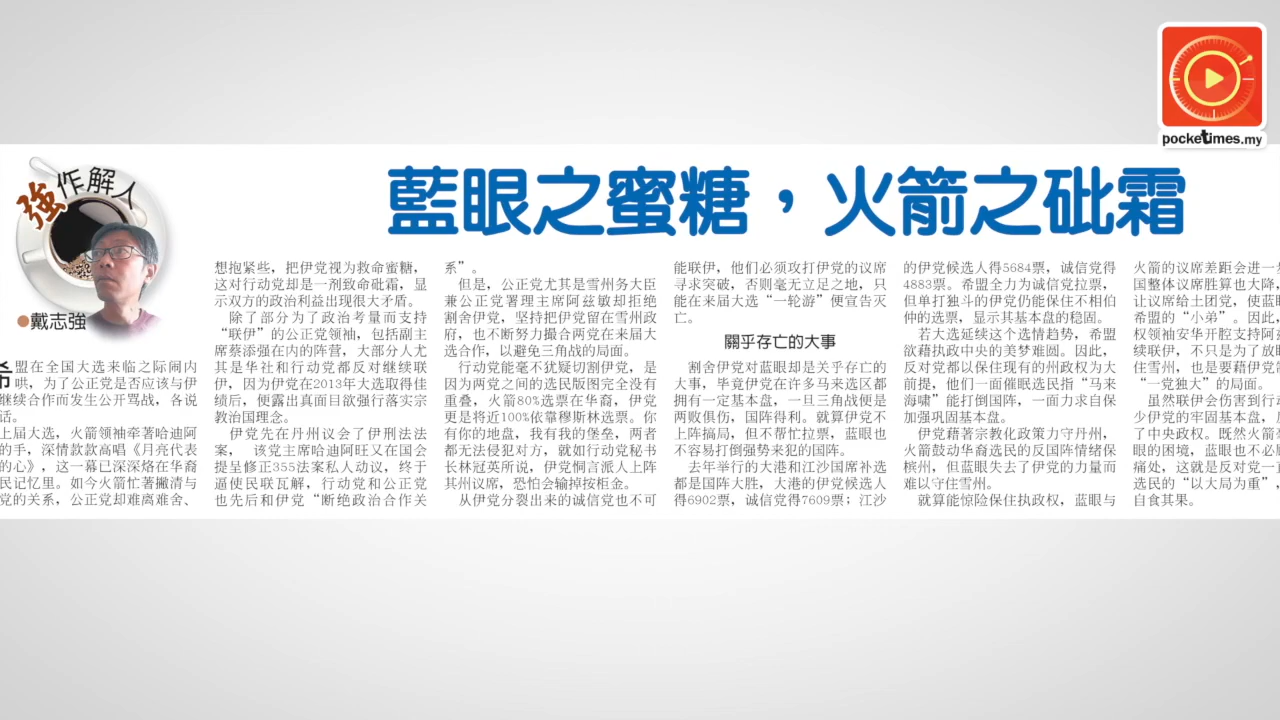 pocketimes.my
強作解人
戴志強
藍眼之蜜糖，火箭之砒霜
希盟在全国大选来临之际闹内
哄，为了公正党是否应该与伊
继续合作而发生公开骂战，各说
话。
上届大选，火箭领袖牵著哈迪阿
的手，深情款款高唱《月亮代表
的心》，这一幕已深深烙在华裔
民记忆里。如今火箭忙著撇清与
党的关系，公正党却难离难舍、
想抱紧些，把伊党视为救命蜜糖，
这对行动党却是一剂致命砒霜，显
示双方的政治利益出现很大矛盾。
除了部分为了政治考量而支持
“联伊”的公正党领袖，包括副主
席蔡添强在内的阵营，大部分人尤
其是华社和行动党都反对继续联
伊，因为伊党在2013年大选取得佳
绩后，便露出真面目欲强行落实宗
教治国理念。
伊党先在丹州议会了伊刑法法
案，　该党主席哈迪阿旺又在国会
提呈修正355法案私人动议，终于
逼使民联瓦解，行动党和公正党
也先后和伊党“断绝政治合作关
系”。
但是，公正党尤其是雪州务大臣
兼公正党署理主席阿兹敏却拒绝
割舍伊党，坚持把伊党留在雪州政
府，也不断努力撮合两党在来届大
选合作，以避免三角战的局面。
行动党能毫不犹疑切割伊党，是
因为两党之间的选民版图完全没有
重叠，火箭80%选票在华裔，伊党
更是将近100%依靠穆斯林选票。你
有你的地盘，我有我的堡垒，两者
都无法侵犯对方，就如行动党秘书
长林冠英所说，伊党恫言派人上阵
其州议席，恐怕会输掉按柜金。
从伊党分裂出来的诚信党也不可
能联伊，他们必须攻打伊党的议席
寻求突破，否则毫无立足之地，只
能在来届大选“一轮游”便宣告灭
亡。
關乎存亡的大事
割舍伊党对蓝眼却是关乎存亡的
大事，毕竟伊党在许多马来选区都
拥有一定基本盘，一旦三角战便是
两败俱伤，国阵得利。就算伊党不
上阵搞局，但不帮忙拉票，蓝眼也
不容易打倒强势来犯的国阵。
去年举行的大港和江沙国席补选
都是国阵大胜，大港的伊党候选人
得6902票，诚信党得7609票；江沙
的伊党候选人得5684票，诚信党得
4883票。希盟全力为诚信党拉票，
但单打独斗的伊党仍能保住不相伯
仲的选票，显示其基本盘的稳固。
若大选延续这个选情趋势，希盟
欲藉执政中央的美梦难圆。因此，
反对党都以保住现有的州政权为大
前提，他们一面催眠选民指“马来
海啸”能打倒国阵，一面力求自保
加强巩固基本盘。
伊党藉著宗教化政策力守丹州，
火箭鼓动华裔选民的反国阵情绪保
槟州，但蓝眼失去了伊党的力量而
难以守住雪州。
就算能惊险保住执政权，蓝眼与
火箭的议席差距会进一步
国整体议席胜算也大降，
让议席给土团党，使蓝眼
希盟的“小弟”。因此，
权领袖安华开腔支持阿兹
续联伊，不只是为了放眼
住雪州，也是要藉伊党箝
“一党独大”的局面。
虽然联伊会伤害到行动
少伊党的牢固基本盘，
了中央政权。既然火箭
眼的困境，蓝眼也不必顾
痛处，这就是反对党一直
选民的“以大局为重”，
自食其果。